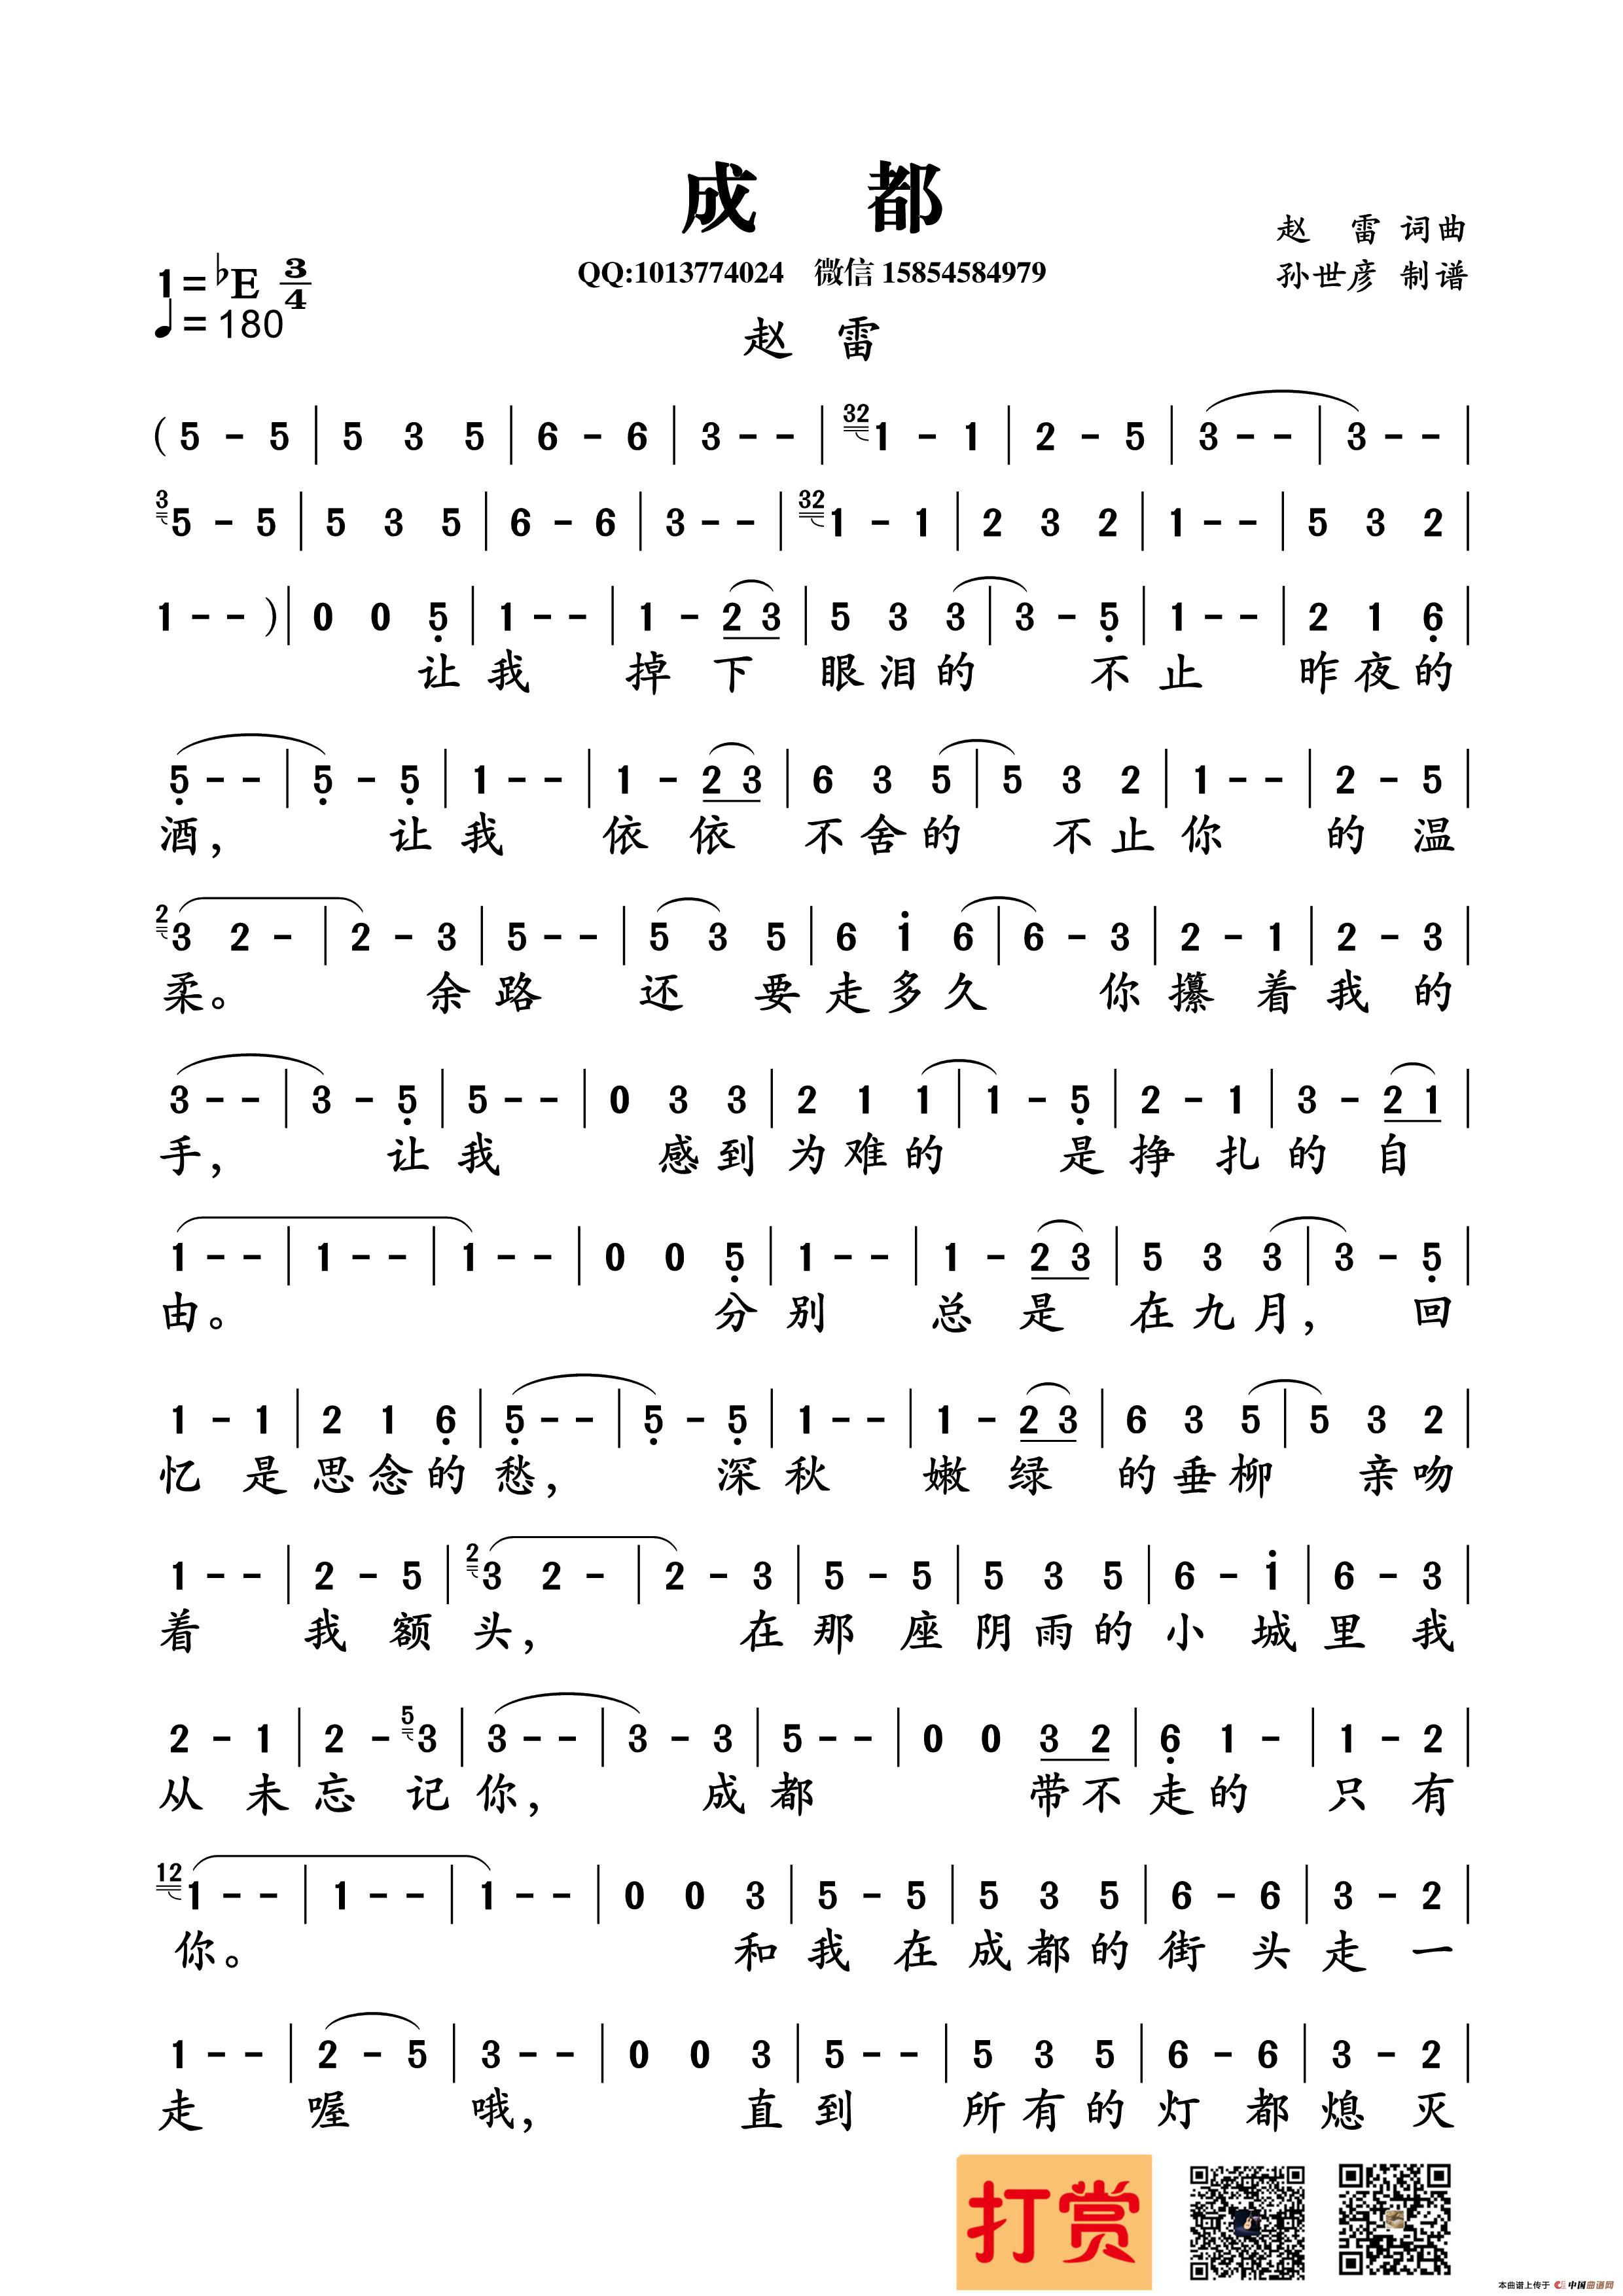 成 都
赵 雷 词曲
QQ:1013774024 微信 15854584979
孙世彦 制谱
1=♭E 3/4
♩=180
赵 雷
(5 - 5 | 5 3 5 | 6 - 6 | 3 - - | 32 1 - 1 | 2 - 5 | 3 - - | 3 - - |
3 5 - 5 | 5 3 5 | 6 - 6 | 3 - - | 32 1 - 1 | 2 3 2 | 1 - - | 5 3 2 |
1 - - ) | 0 0 5̣ | 1 - - | 1 - 2 3 | 5 3 3 | 3 - 5̣ | 1 - - | 2 1 6̣ |
让 我 掉 下 眼 泪 的 不 止 昨 夜 的
5̣ - - | 5̣ - 5̣ | 1 - - | 1 - 2 3 | 6 3 5 | 5 3 2 | 1 - - | 2 - 5 |
酒, 让 我 依 依 不 舍 的 不 止 你 的 温
2 3 2 - | 2 - 3 | 5 - - | 5 3 5 | 6 i 6 | 6 - 3 | 2 - 1 | 2 - 3 |
柔。 余 路 还 要 走 多 久 你 攥 着 我 的
3 - - | 3 - 5̣ | 5 - - | 0 3 3 | 2 1 1 | 1 - 5̣ | 2 - 1 | 3 - 2 1 |
手, 让 我 感 到 为 难 的 是 挣 扎 的 自
1 - - | 1 - - | 1 - - | 0 0 5̣ | 1 - - | 1 - 2 3 | 5 3 3 | 3 - 5̣ |
由。 分 别 总 是 在 九 月, 回
1 - 1 | 2 1 6̣ | 5̣ - - | 5̣ - 5̣ | 1 - - | 1 - 2 3 | 6 3 5 | 5 3 2 |
忆 是 思 念 的 愁, 深 秋 嫩 绿 的 垂 柳 亲 吻
1 - - | 2 - 5 | 2 3 2 - | 2 - 3 | 5 - 5 | 5 3 5 | 6 - i | 6 - 3 |
着 我 额 头, 在 那 座 阴 雨 的 小 城 里 我
2 - 1 | 2 - 5 3 | 3 - - | 3 - 3 | 5 - - | 0 0 3 2 | 6̣ 1 - | 1 - 2 |
从 未 忘 记 你, 成 都 带 不 走 的 只 有
12 1 - - | 1 - - | 1 - - | 0 0 3 | 5 - 5 | 5 3 5 | 6 - 6 | 3 - 2 |
你。 和 我 在 成 都 的 街 头 走 一
1 - - | 2 - 5 | 3 - - | 0 0 3 | 5 - - | 5 3 5 | 6 - 6 | 3 - 2 |
走 喔 哦, 直 到 所 有 的 灯 都 熄 灭
打赏
本曲谱上传于 中国曲谱网